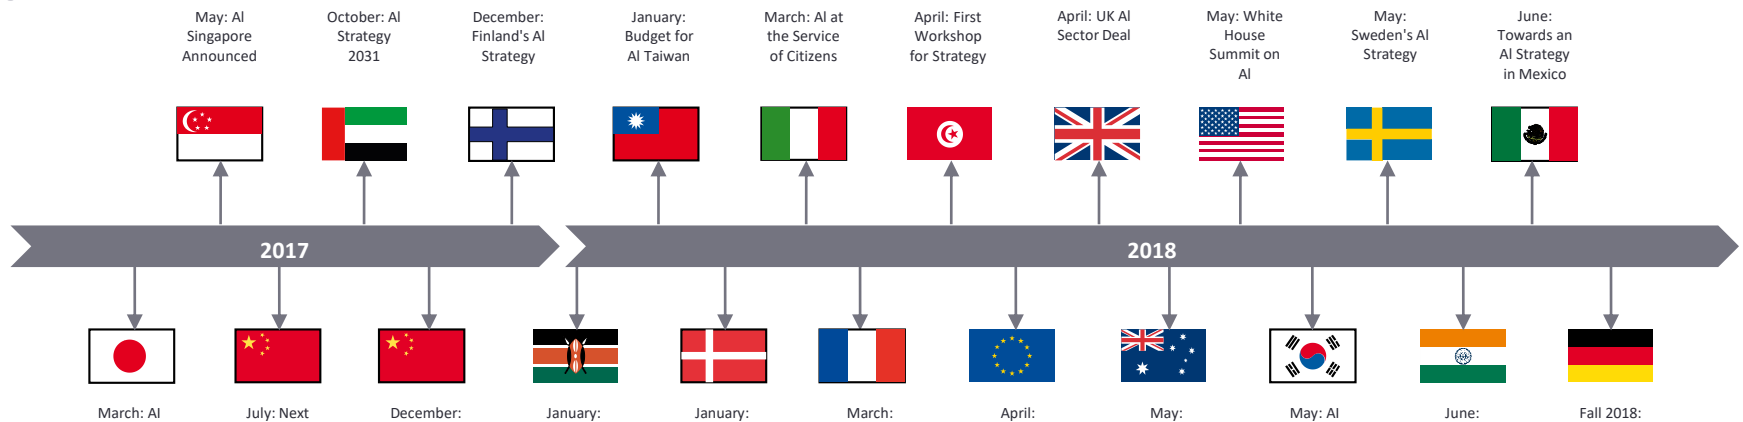 May: AI
Singapore
Announced
October: AI
Strategy
2031
December:
Finland's AI
Strategy
January:
Budget for
AI Taiwan
March: AI at
the Service
of Citizens
April: First
Workshop
for Strategy
April: UK AI
Sector Deal
May: White
House
Summit on
AI
May:
Sweden's AI
Strategy
June:
Towards an
AI Strategy
in Mexico
2017
2018
March: AI
July: Next
December:
January:
January:
March:
April:
May:
May: AI
June:
Fall 2018: